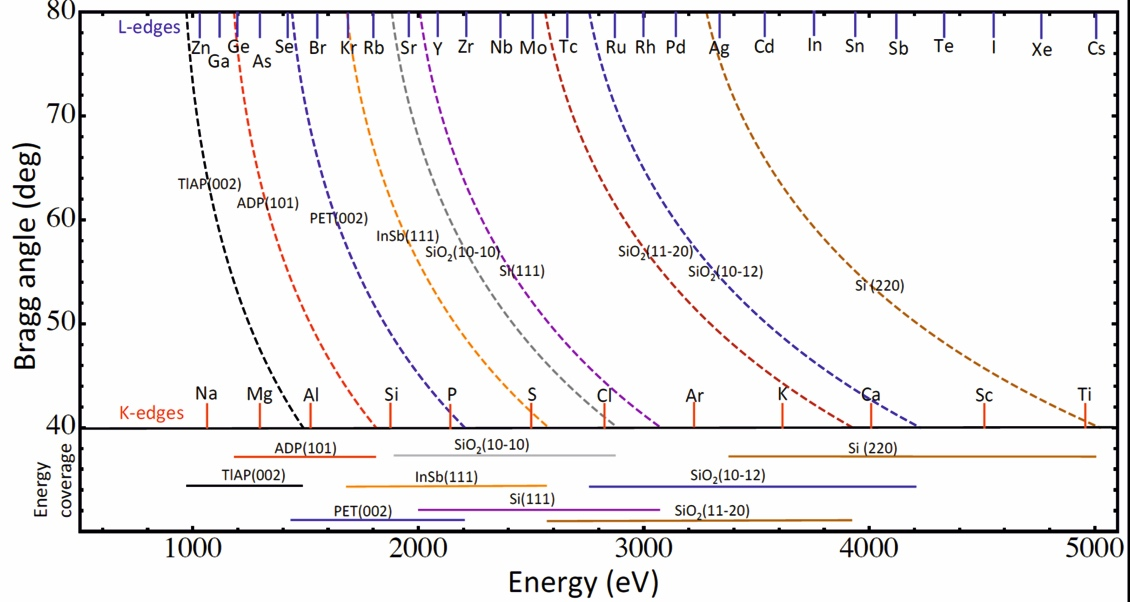 80
L-edges
Zn Ge Se Br Kr Rb Sr Y Zr Nb Mo Tc Ru Rh Pd Ag Cd In Sn Sb Te I Xe Cs
Ga As
70
TlAP(002)
ADP(101)
60
PET(002)
InSb(111)
SiO2(10-10)
SiO2(11-20)
Si(111)
SiO2(10-12)
Si (220)
50
Bragg angle (deg)
Na Mg Al Si P S Cl Ar K Ca Sc Ti
K-edges
40
Energy
coverage
ADP(101) SiO2(10-10) Si (220)
TlAP(002) InSb(111) SiO2(10-12)
Si(111)
PET(002) SiO2(11-20)
1000 2000 3000 4000 5000
Energy (eV)